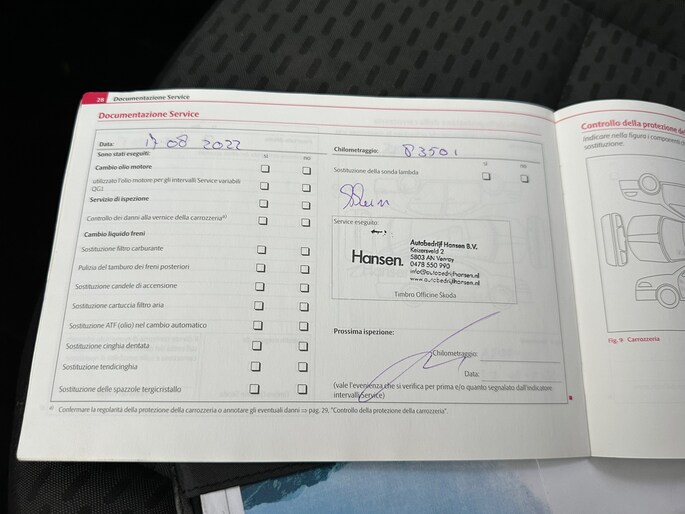 28 Documentazione Service
Documentazione Service
Data: 17 08 2022
Chilometraggio: 83501
Sono stati eseguiti:
si no
si no
Cambio olio motore
Sostituzione della sonda lambda
utilizzato l'olio motore per gli intervalli Service variabili QG1
Servizio di ispezione
Controllo dei danni alla vernice della carrozzeria a)
Cambio liquido freni
Sostituzione filtro carburante
Pulizia del tamburo dei freni posteriori
Sostituzione candele di accensione
Sostituzione cartuccia filtro aria
Sostituzione ATF (olio) nel cambio automatico
Sostituzione cinghia dentata
Sostituzione tendicinghia
Sostituzione delle spazzole tergicristallo
Service eseguito:
Hansen.
Autobedrijf Hansen B.V.
Keizersveld 2
5803 AN Venray
0478 550 990
info@autobedrijfhansen.nl
www.autobedrijfhansen.nl
Timbro Officine Skoda
Prossima ispezione:
Chilometraggio:
Data:
(vale l'evenienza che si verifica per prima e/o quanto segnalato dall'indicatore
intervalli Service)
a) Confermare la regolarità della protezione della carrozzeria o annotare gli eventuali danni ⇒ pag. 29, "Controllo della protezione della carrozzeria".
Controllo della protezione de
Indicare nella figura i componenti
sostituzione.
Fig. 9 Carrozzeria